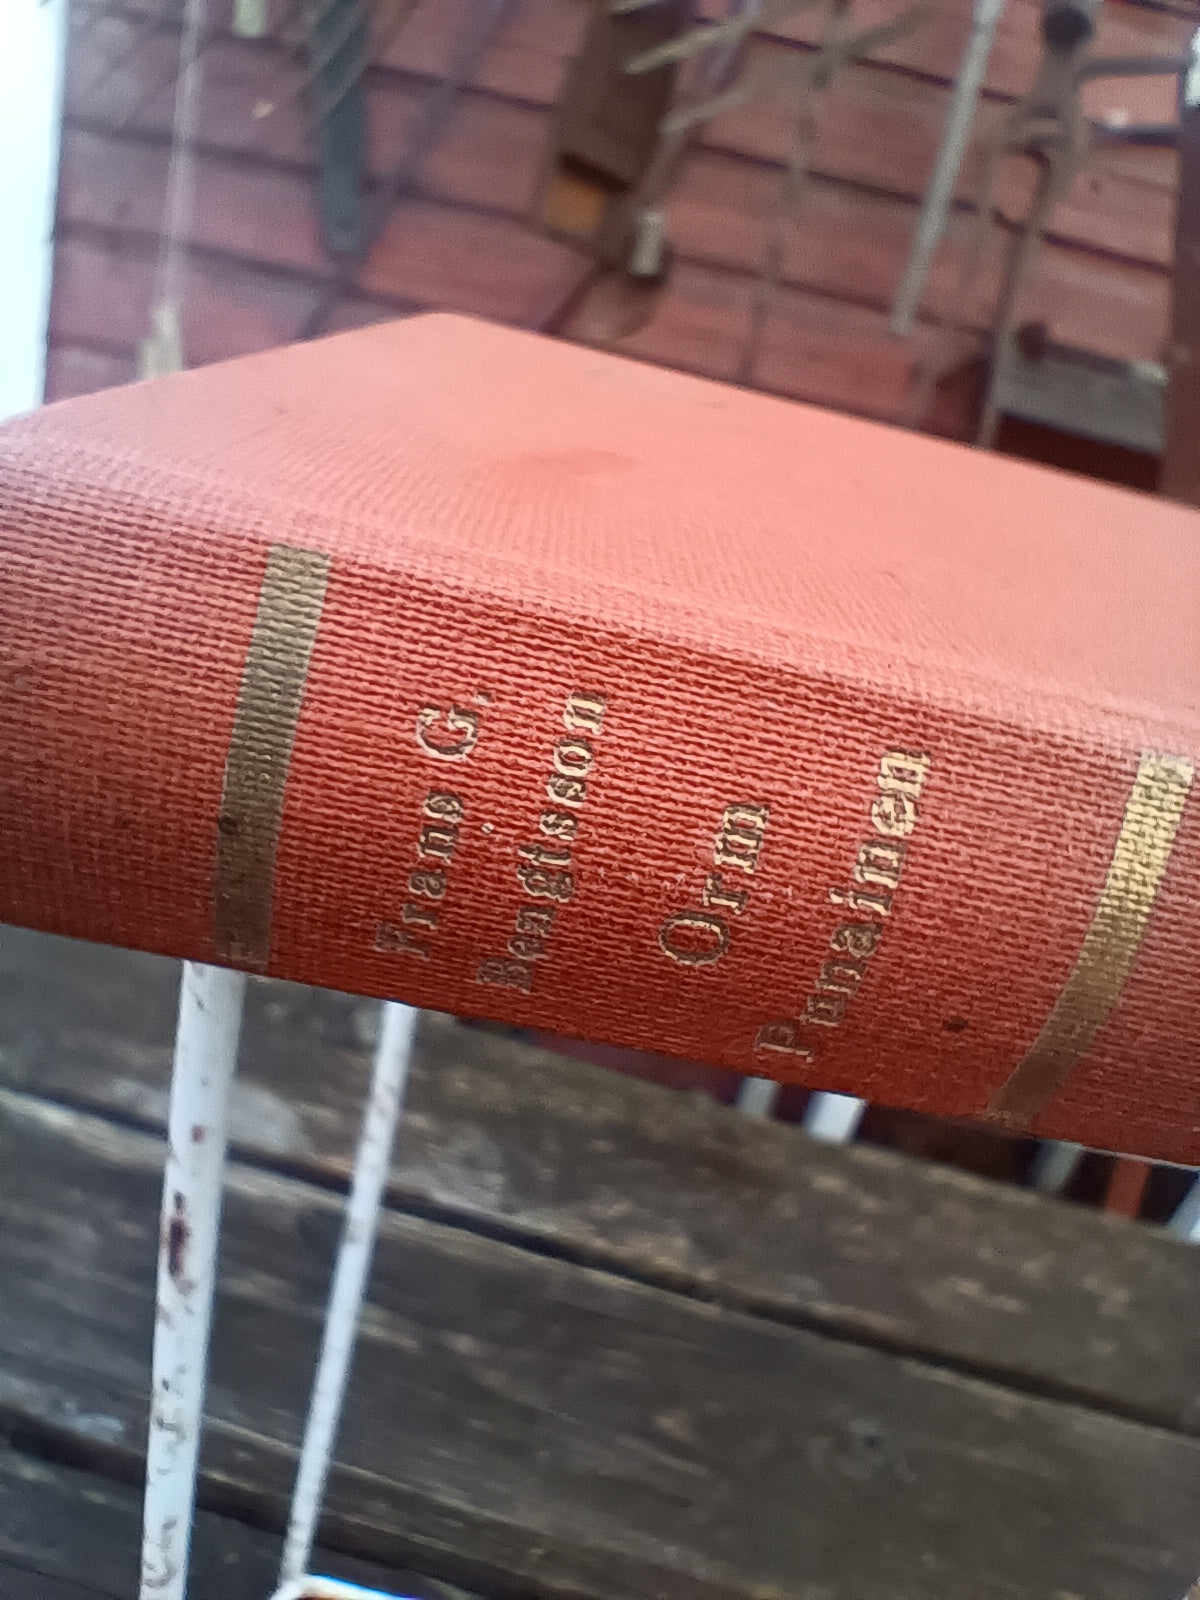 Frans G.
Bengtsson
Orm
Punainen